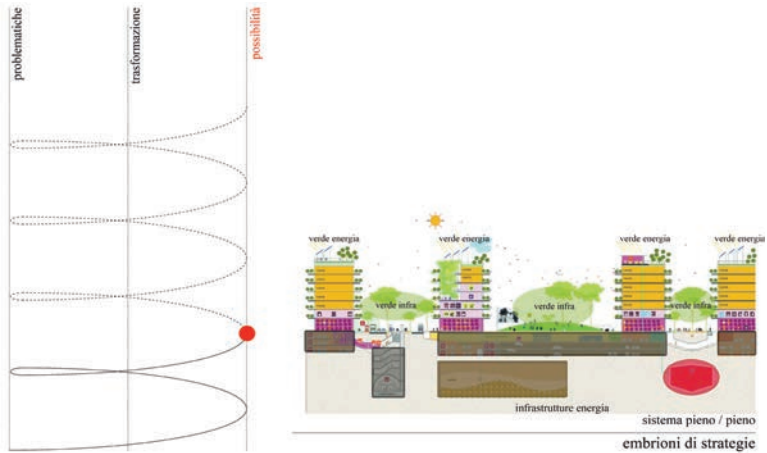 problematiche
trasformazione
possibilità
verde energia
verde energia
verde energia
verde energia
verde infra
verde infra
verde infra
infrastrutture energia
sistema pieno / pieno
embrioni di strategie